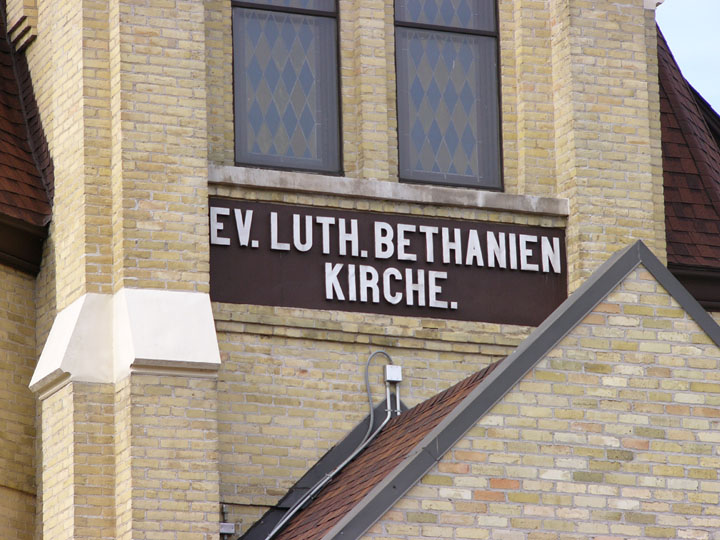 EV. LUTH. BETHANIEN
KIRCHE.